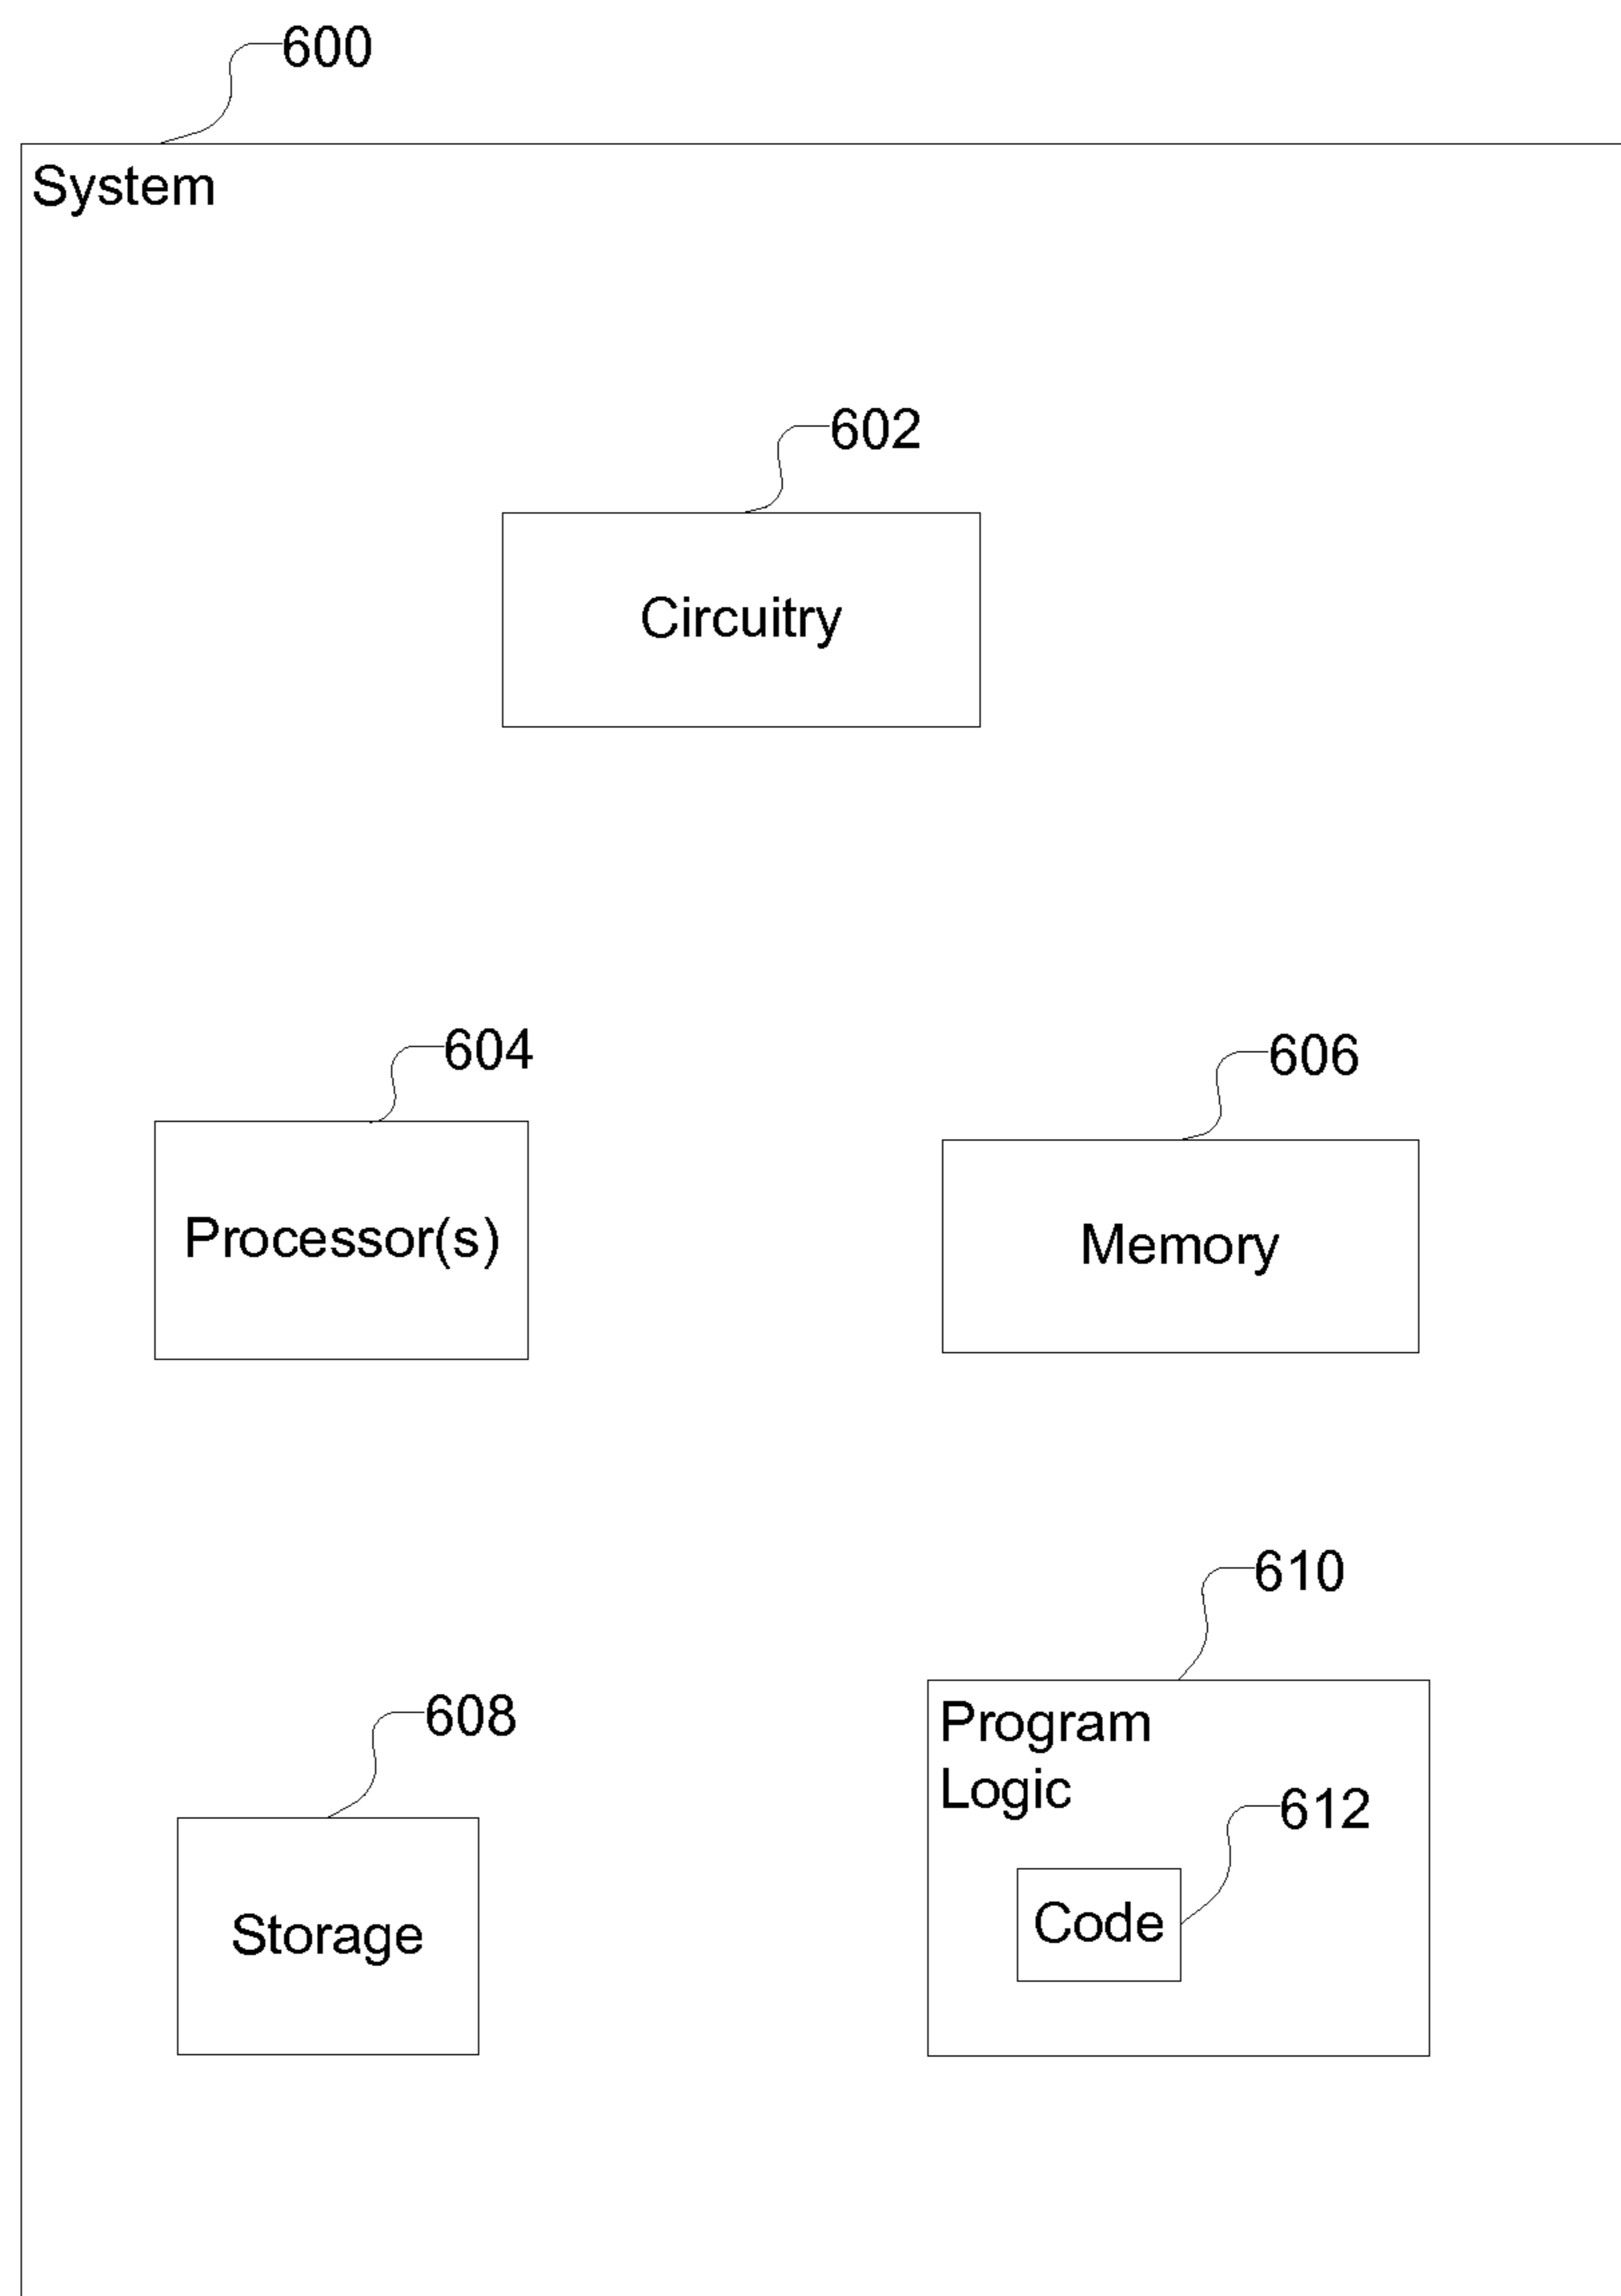 600
System
602
Circuitry
604
606
Processor(s)
Memory
610
608
Program
Logic
612
Code
Storage